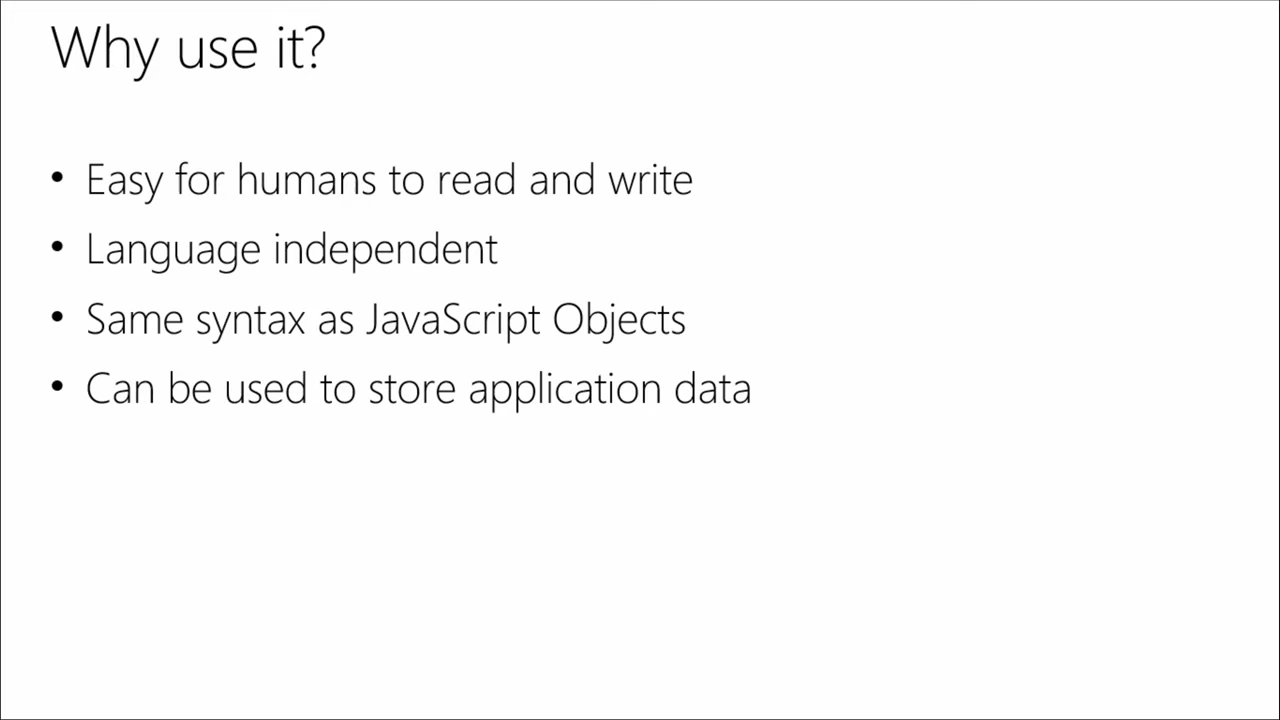 Why use it?
• Easy for humans to read and write
• Language independent
• Same syntax as JavaScript Objects
• Can be used to store application data